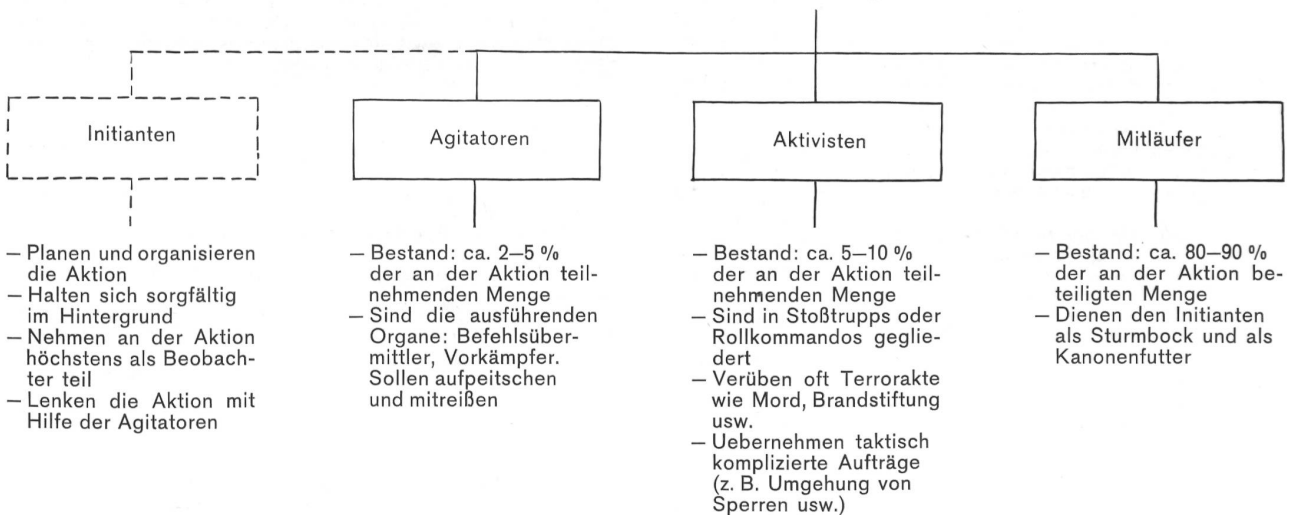 Initianten
— Planen und organisieren
die Aktion
— Halten sich sorgfältig
im Hintergrund
— Nehmen an der Aktion
höchstens als Beobach-
ter teil
— Lenken die Aktion mit
Hilfe der Agitatoren
Agitatoren
— Bestand: ca. 2—5 %
der an der Aktion teil-
nehmenden Menge
— Sind die ausführenden
Organe: Befehlsüber-
mittler, Vorkämpfer.
Sollen aufpeitschen
und mitreißen
Aktivisten
— Bestand: ca. 5—10 %
der an der Aktion teil-
nehmenden Menge
— Sind in Stoßtrupps oder
Rollkommandos geglie-
dert
— Verüben oft Terrorakte
wie Mord, Brandstiftung
usw.
— Uebernehmen taktisch
komplizierte Aufträge
(z. B. Umgehung von
Sperren usw.)
Mitläufer
— Bestand: ca. 80—90 %
der an der Aktion be-
teiligten Menge
— Dienen den Initianten
als Sturmbock und als
Kanonenfutter